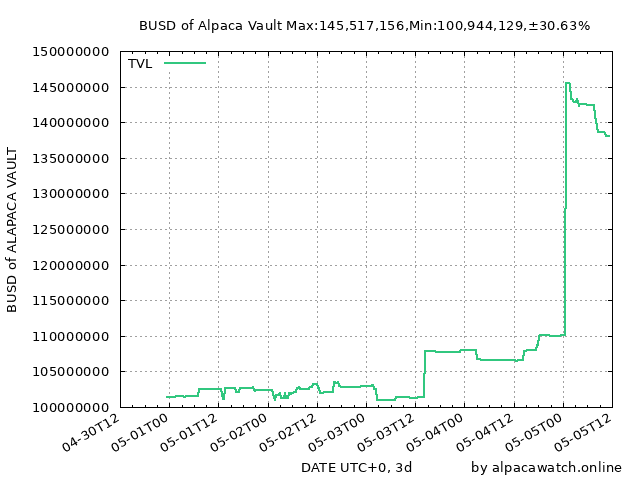 BUSD of Alpaca Vault Max:145,517,156,Min:100,944,129,±30.63%
TVL
150000000
145000000
140000000
135000000
130000000
125000000
120000000
115000000
110000000
105000000
100000000
BUSD of ALAPACA VAULT
04-30T12
05-01T00
05-01T12
05-02T00
05-02T12
05-03T00
05-03T12
05-04T00
05-04T12
05-05T00
05-05T12
DATE UTC+0, 3d
by alpacawatch.online